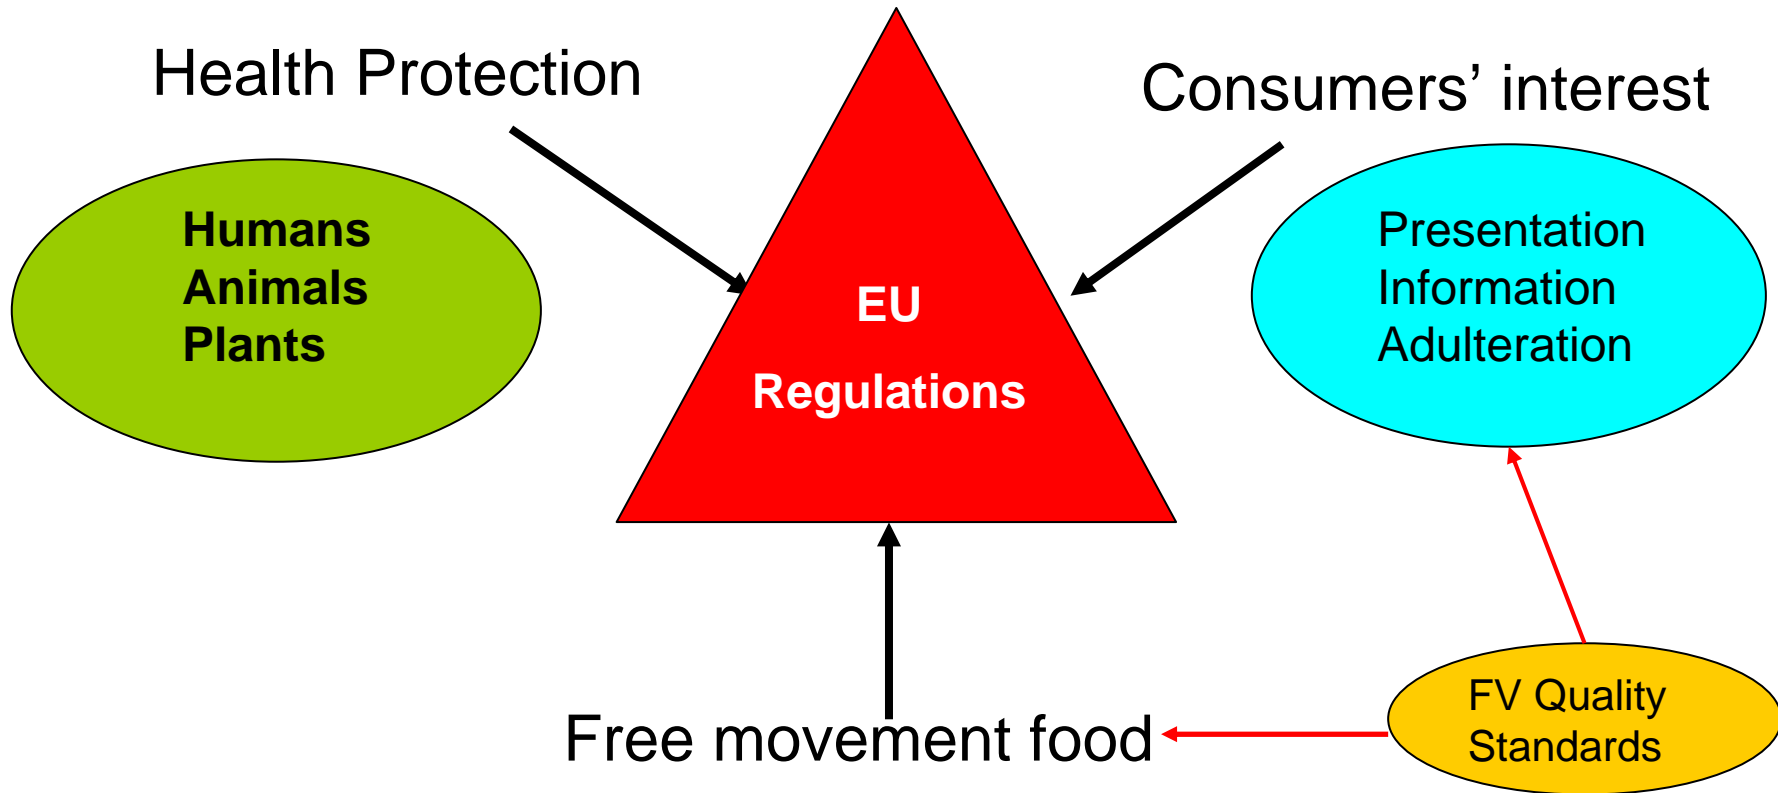 Health Protection
Consumers’ interest
Humans
Animals
Plants
EU
Regulations
Presentation
Information
Adulteration
Free movement food
FV Quality
Standards